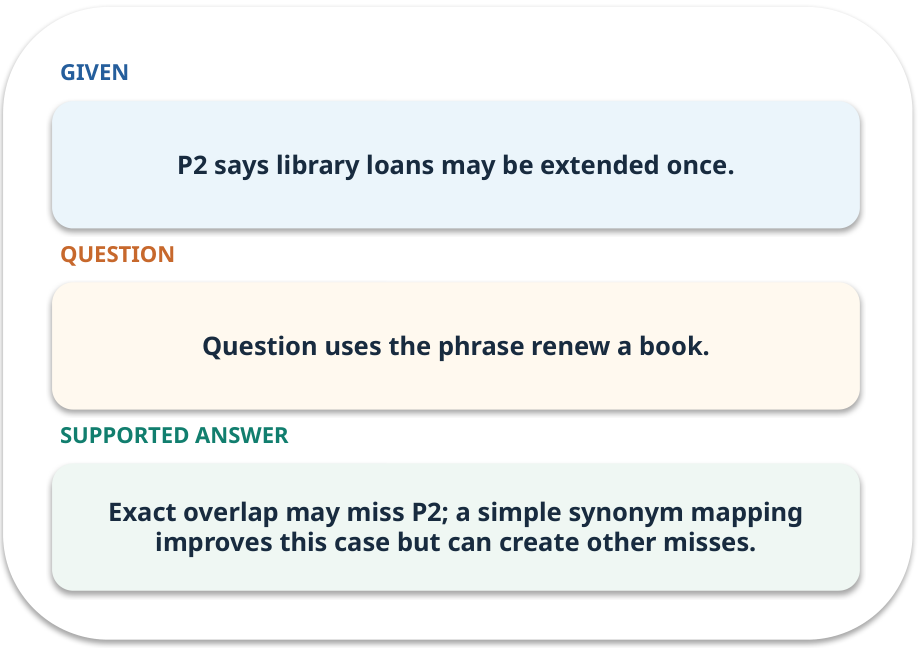 GIVEN
P2 says library loans may be extended once.
QUESTION
Question uses the phrase renew a book.
SUPPORTED ANSWER
Exact overlap may miss P2; a simple synonym mapping
improves this case but can create other misses.